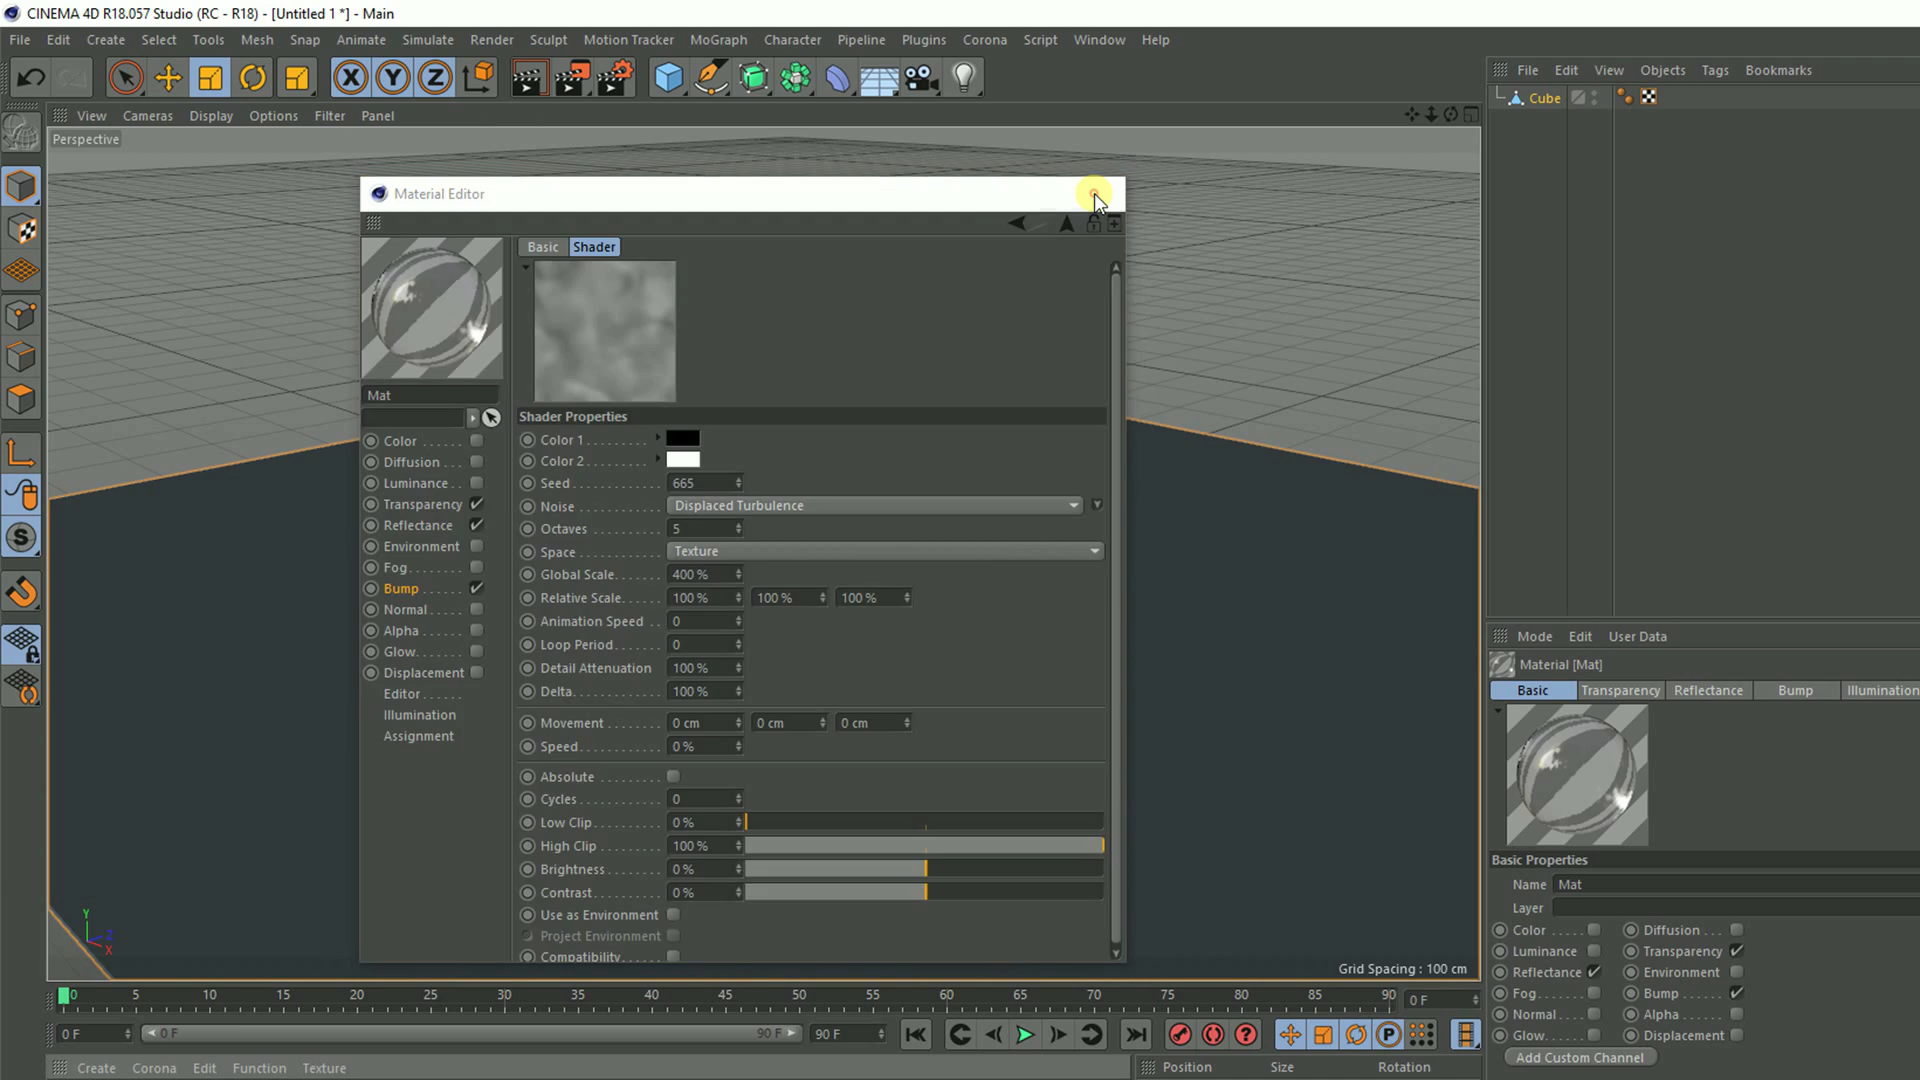 CINEMA 4D R18.057 Studio (RC - R18) - [Untitled 1 *] - Main
File Edit Create Select Tools Mesh Snap Animate Simulate Render Sculpt Motion Tracker MoGraph Character Pipeline Plugins Corona Script Window Help
X Y Z
File Edit View Objects Tags Bookmarks
Cube
View Cameras Display Options Filter Panel
Perspective
Material Editor
Basic Shader
Mat
Shader Properties
Color
Diffusion
Luminance
Transparency
Reflectance
Environment
Fog
Bump
Normal
Alpha
Glow
Displacement
Editor
Illumination
Assignment
Color 1
Color 2
Seed 665
Noise Displaced Turbulence
Octaves 5
Space Texture
Global Scale 400 %
Relative Scale 100 % 100 % 100 %
Animation Speed 0
Loop Period 0
Detail Attenuation 100 %
Delta 100 %
Movement 0 cm 0 cm 0 cm
Speed 0 %
Absolute
Cycles 0
Low Clip 0 %
High Clip 100 %
Brightness 0 %
Contrast 0 %
Use as Environment
Project Environment
Compatibility
Y
Z
X
Grid Spacing : 100 cm
Mode Edit User Data
Material [Mat]
Basic Transparency Reflectance Bump Illumination
Basic Properties
Name Mat
Layer
Color Diffusion
Luminance Transparency
Reflectance Environment
Fog Bump
Normal Alpha
Glow Displacement
Add Custom Channel
0 5 10 15 20 25 30 35 40 45 50 55 60 65 70 75 80 85 90 0 F
0 F 0 F 90 F 90 F
Create Corona Edit Function Texture
Position Size Rotation